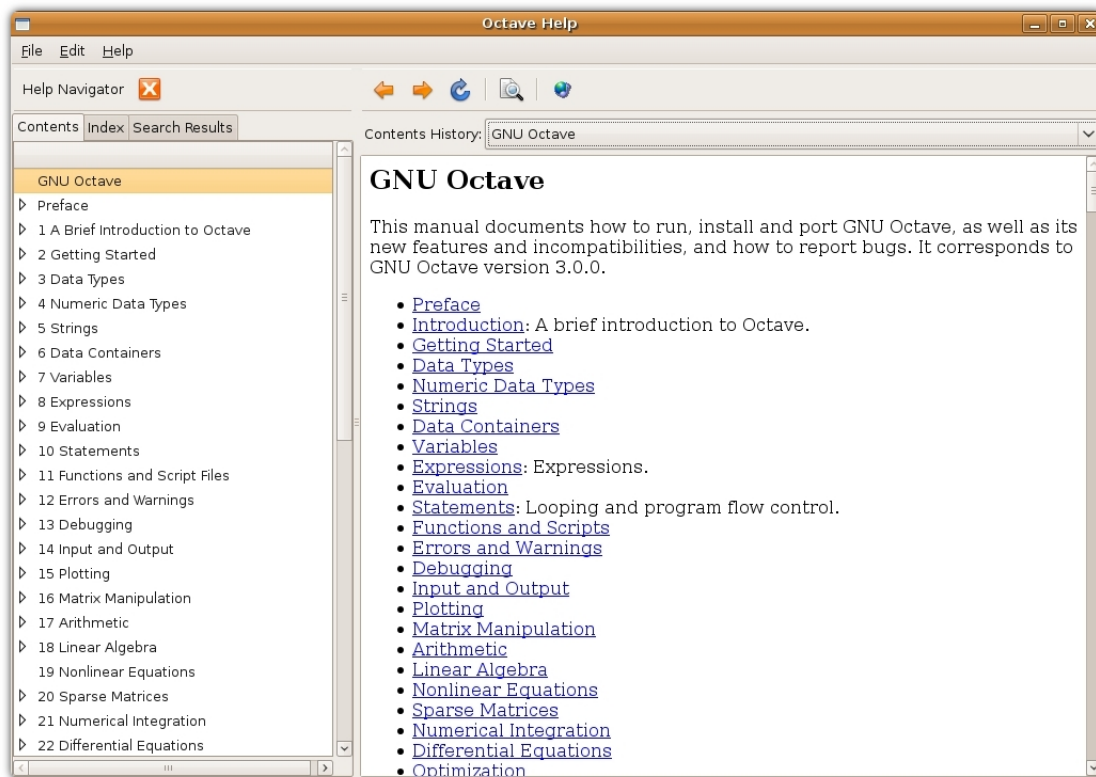 Octave Help
File Edit Help
Help Navigator
Contents Index Search Results
GNU Octave
Preface
1 A Brief Introduction to Octave
2 Getting Started
3 Data Types
4 Numeric Data Types
5 Strings
6 Data Containers
7 Variables
8 Expressions
9 Evaluation
10 Statements
11 Functions and Script Files
12 Errors and Warnings
13 Debugging
14 Input and Output
15 Plotting
16 Matrix Manipulation
17 Arithmetic
18 Linear Algebra
19 Nonlinear Equations
20 Sparse Matrices
21 Numerical Integration
22 Differential Equations
Contents History: GNU Octave
GNU Octave
This manual documents how to run, install and port GNU Octave, as well as its
new features and incompatibilities, and how to report bugs. It corresponds to
GNU Octave version 3.0.0.
• Preface
• Introduction: A brief introduction to Octave.
• Getting Started
• Data Types
• Numeric Data Types
• Strings
• Data Containers
• Variables
• Expressions: Expressions.
• Evaluation
• Statements: Looping and program flow control.
• Functions and Scripts
• Errors and Warnings
• Debugging
• Input and Output
• Plotting
• Matrix Manipulation
• Arithmetic
• Linear Algebra
• Nonlinear Equations
• Sparse Matrices
• Numerical Integration
• Differential Equations
• Optimization